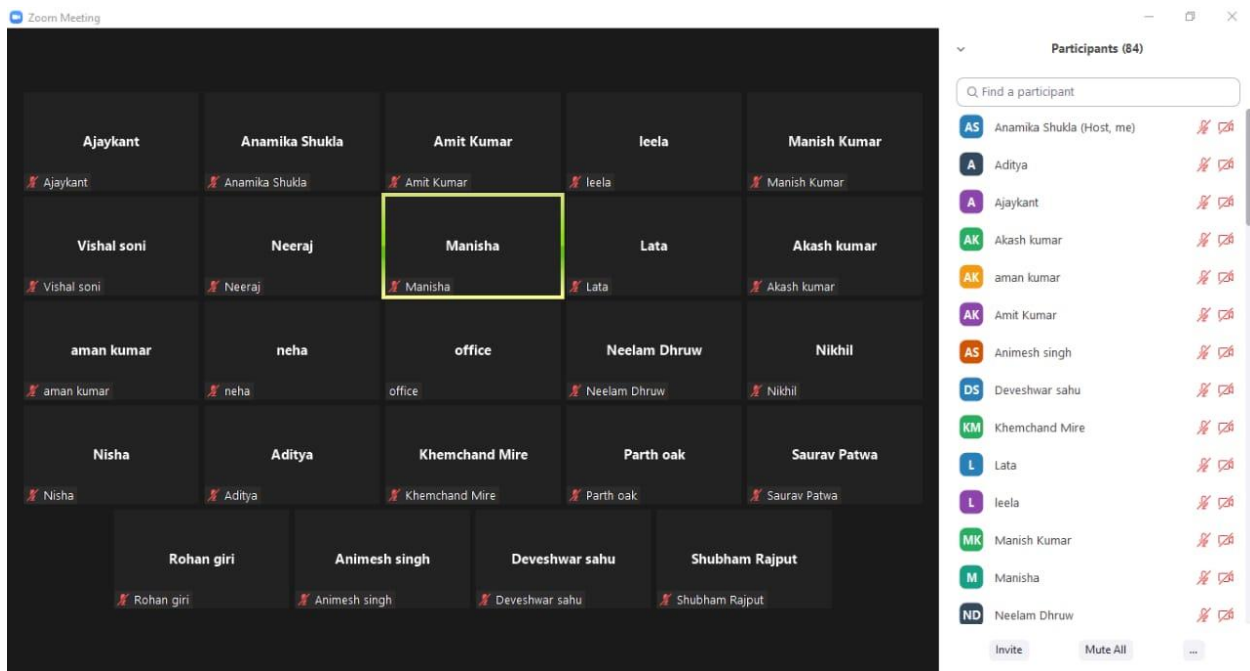 Zoom Meeting
Ajaykant
Ajaykant
Anamika Shukla
Anamika Shukla
Amit Kumar
Amit Kumar
leela
leela
Manish Kumar
Manish Kumar
Vishal soni
Vishal soni
Neeraj
Neeraj
Manisha
Manisha
Lata
Lata
Akash kumar
Akash kumar
aman kumar
aman kumar
neha
neha
office
office
Neelam Dhruw
Neelam Dhruw
Nikhil
Nikhil
Nisha
Nisha
Aditya
Aditya
Khemchand Mire
Khemchand Mire
Parth oak
Parth oak
Saurav Patwa
Saurav Patwa
Rohan giri
Rohan giri
Animesh singh
Animesh singh
Deveshwar sahu
Deveshwar sahu
Shubham Rajput
Shubham Rajput
Participants (84)
Find a participant
AS Anamika Shukla (Host, me)
A Aditya
A Ajaykant
AK Akash kumar
AK aman kumar
AK Amit Kumar
AS Animesh singh
DS Deveshwar sahu
KM Khemchand Mire
L Lata
L leela
MK Manish Kumar
M Manisha
ND Neelam Dhruw
Invite Mute All ...